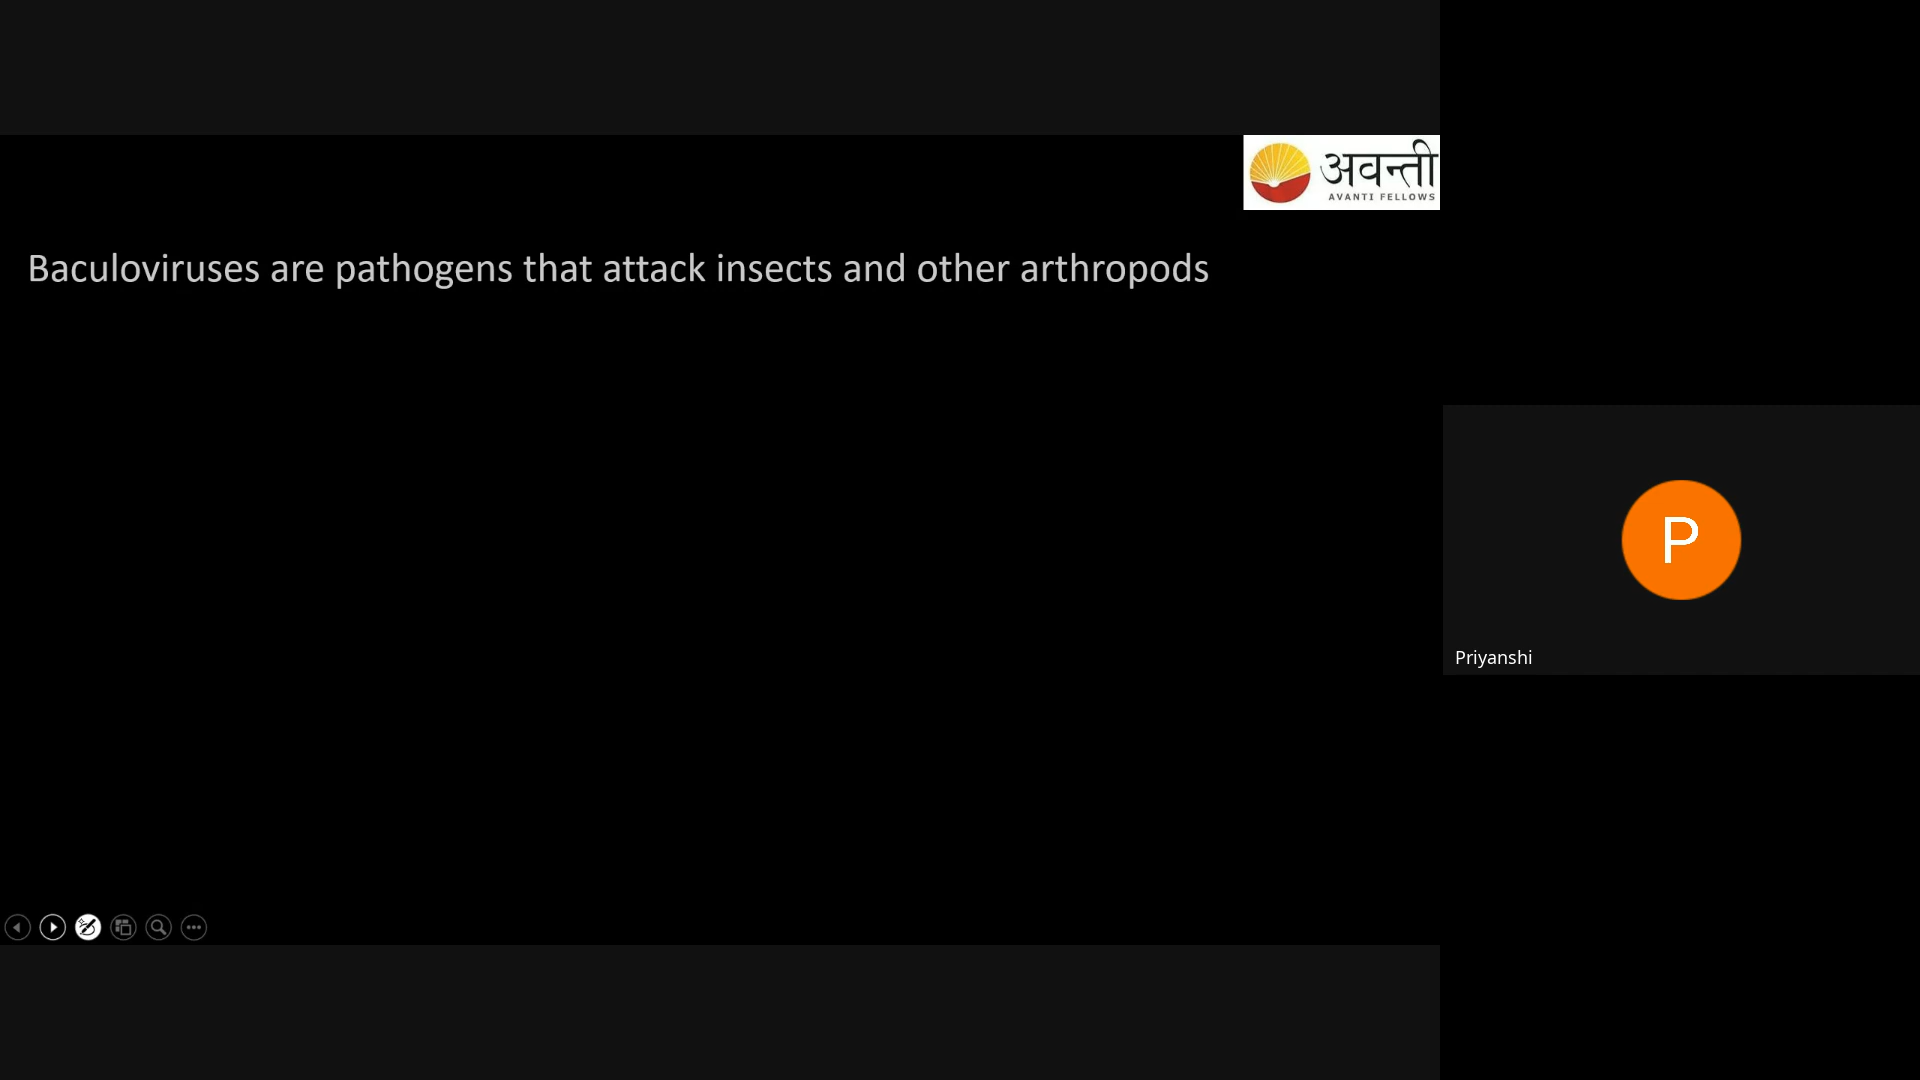 अवन्ती
AVANTI FELLOWS
Baculoviruses are pathogens that attack insects and other arthropods
P
Priyanshi